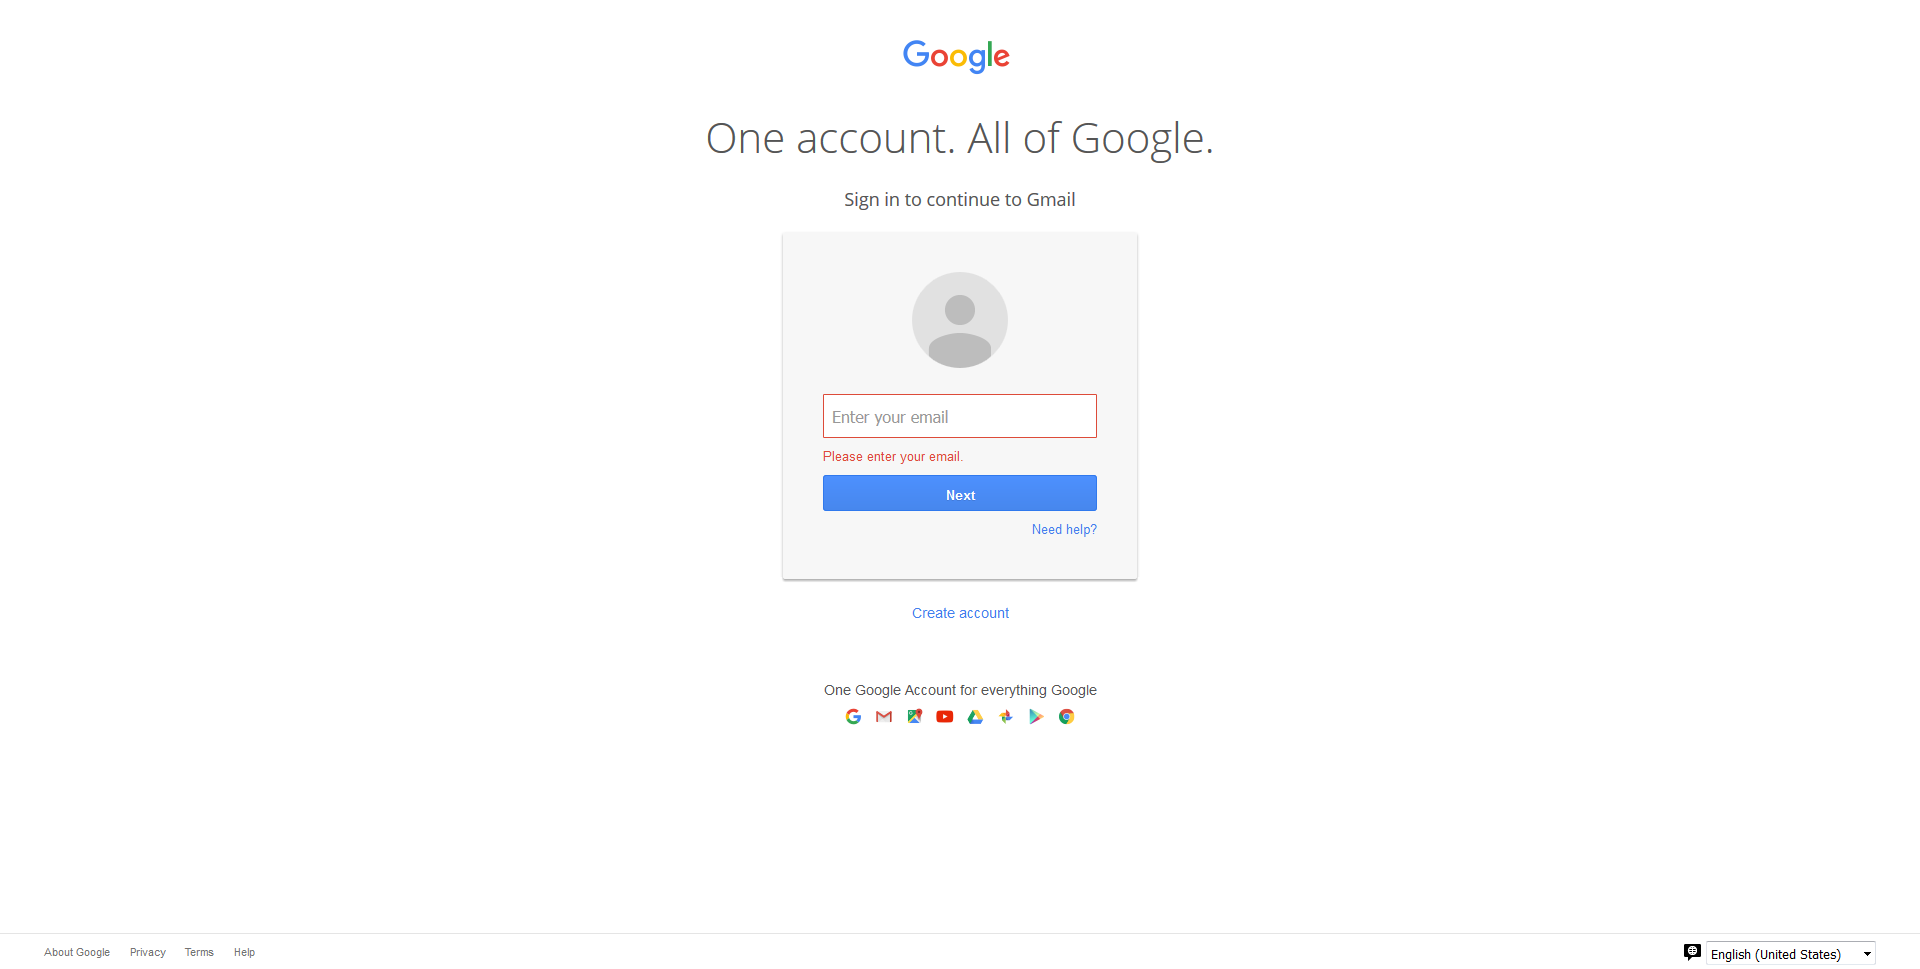 Google
One account. All of Google.
Sign in to continue to Gmail
Enter your email
Please enter your email.
Next
Need help?
Create account
One Google Account for everything Google
About Google Privacy Terms Help
English (United States)